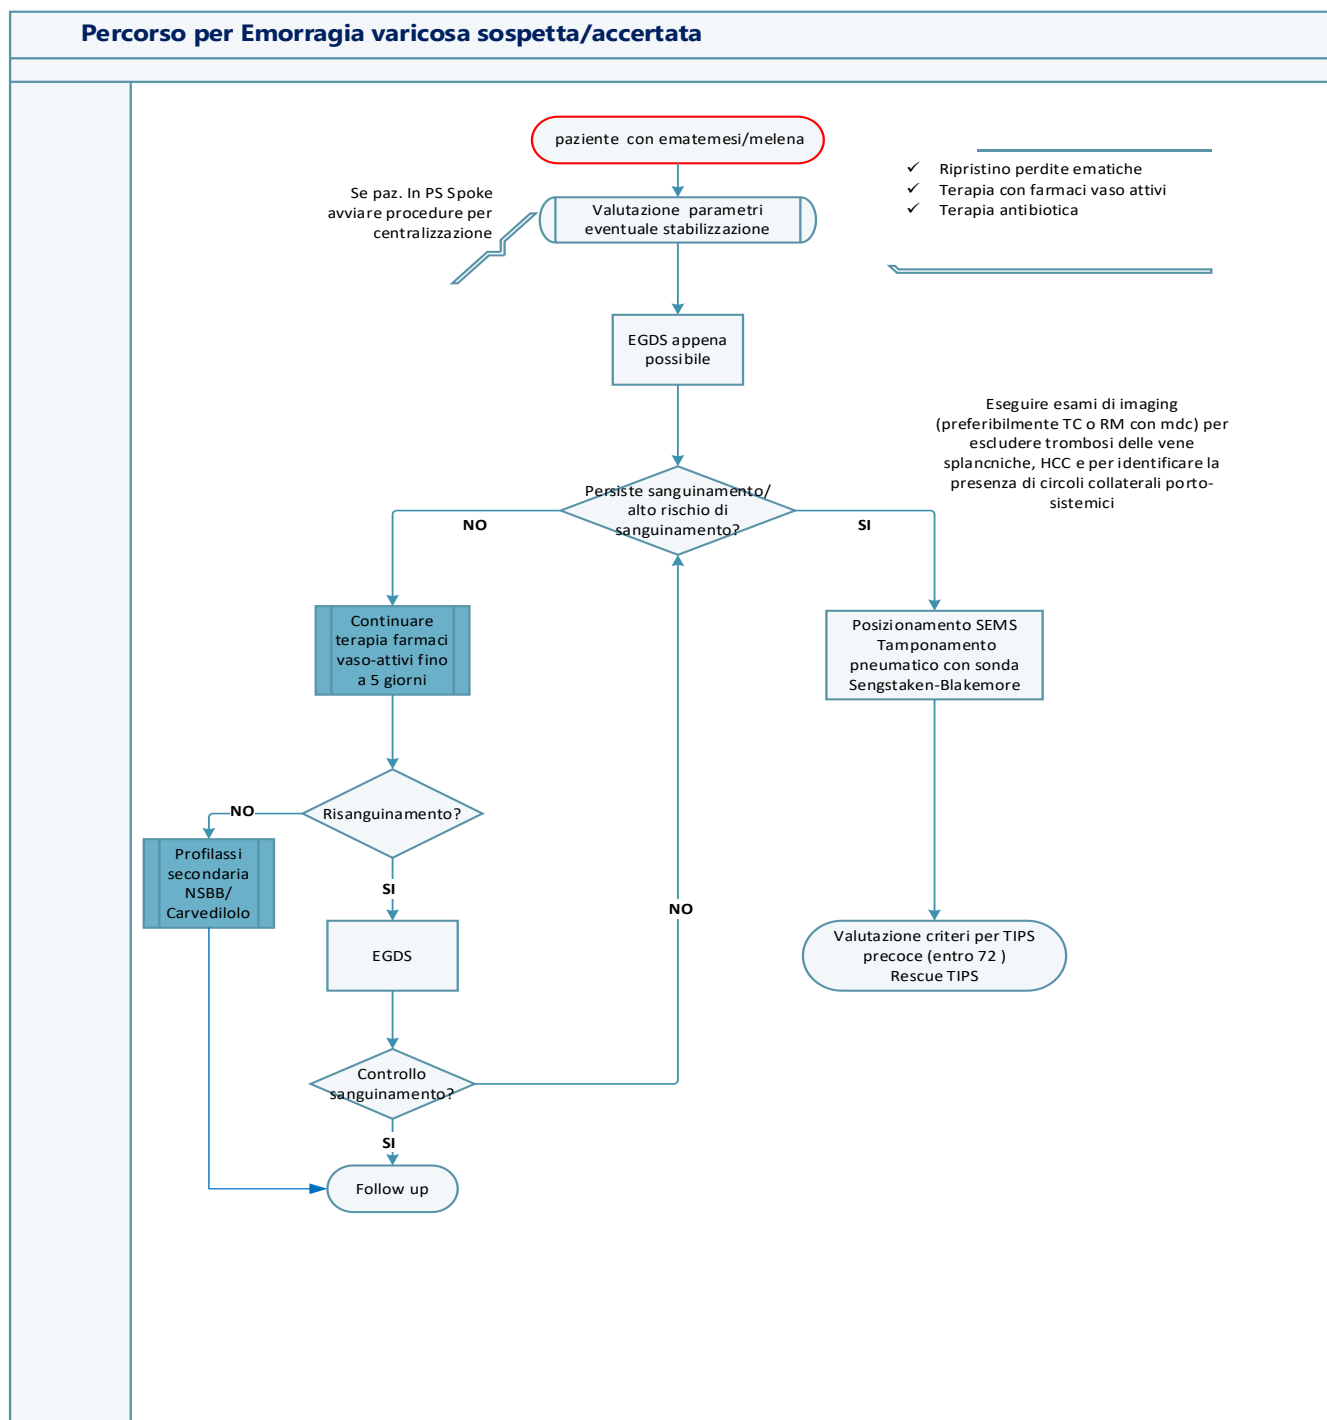 Percorso per Emorragia varicosa sospetta/accertata
paziente con ematemesi/melena
✓ Ripristino perdite ematiche
✓ Terapia con farmaci vaso attivi
✓ Terapia antibiotica
Se paz. In PS Spoke
avviare procedure per
centralizzazione
Valutazione parametri
eventuale stabilizzazione
EGDS appena
possibile
Eseguire esami di imaging
(preferibilmente TC o RM con mdc) per
escludere trombosi delle vene
splancniche, HCC e per identificare la
presenza di circoli collaterali porto-
sistemici
Persiste sanguinamento/
alto rischio di
sanguinamento?
NO
SI
Continuare
terapia farmaci
vaso-attivi fino
a 5 giorni
Posizionamento SEMS
Tamponamento
pneumatico con sonda
Sengstaken-Blakemore
Risanguinamento?
NO
Profilassi
secondaria
NSBB/
Carvedilolo
SI
NO
EGDS
Valutazione criteri per TIPS
precoce (entro 72 )
Rescue TIPS
Controllo
sanguinamento?
SI
Follow up